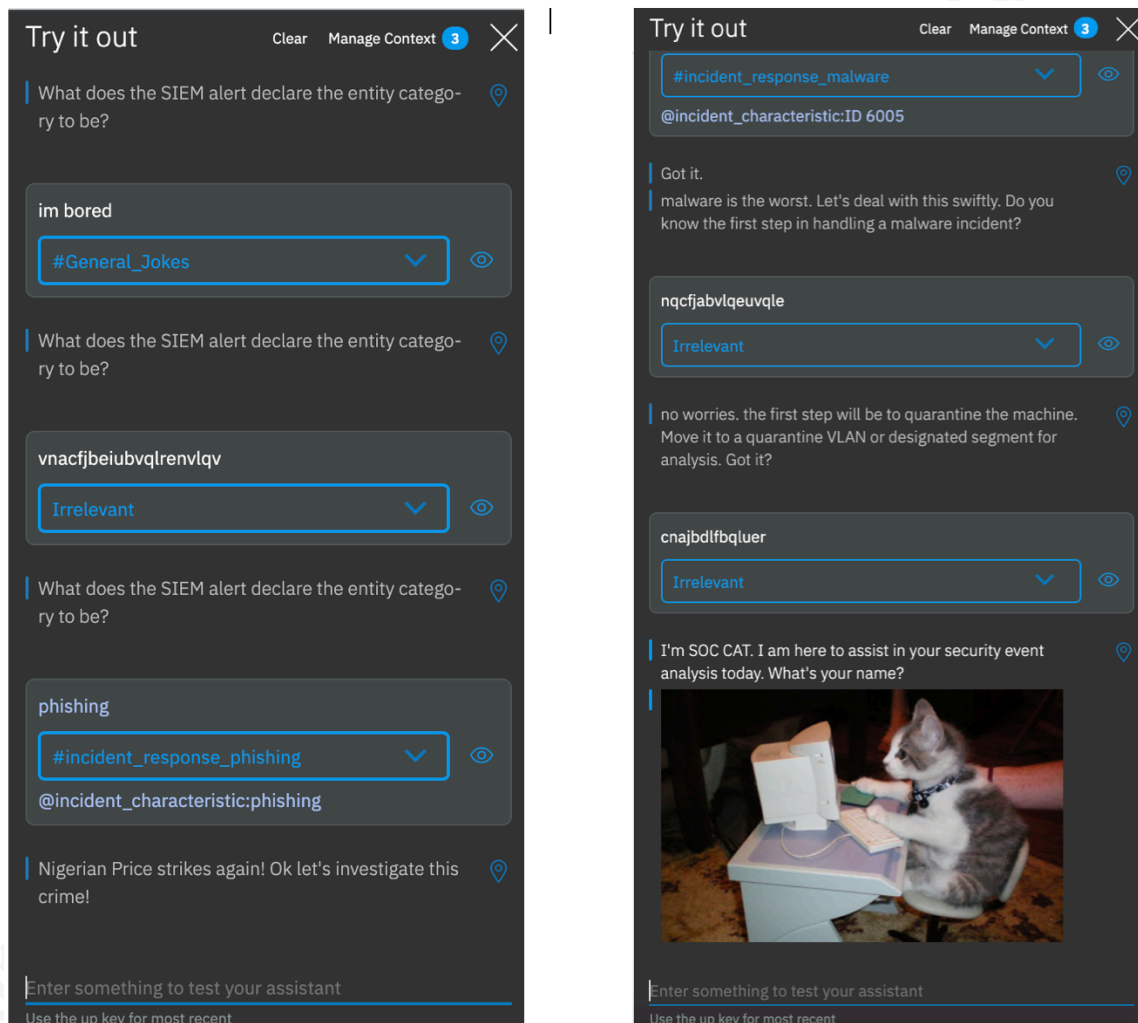 Try it out
Clear
Manage Context 3
What does the SIEM alert declare the entity catego-
ry to be?
im bored
#General_Jokes
What does the SIEM alert declare the entity catego-
ry to be?
vnacfjbeiubvqlrenvlqv
Irrelevant
What does the SIEM alert declare the entity catego-
ry to be?
phishing
#incident_response_phishing
@incident_characteristic:phishing
Nigerian Price strikes again! Ok let's investigate this
crime!
Enter something to test your assistant
Use the up key for most recent
Try it out
Clear
Manage Context 3
#incident_response_malware
@incident_characteristic:ID 6005
Got it.
malware is the worst. Let's deal with this swiftly. Do you
know the first step in handling a malware incident?
nqcfjabvlqeuvqle
Irrelevant
no worries. the first step will be to quarantine the machine.
Move it to a quarantine VLAN or designated segment for
analysis. Got it?
cnajbdlfbqluer
Irrelevant
I'm SOC CAT. I am here to assist in your security event
analysis today. What's your name?
Enter something to test your assistant
Use the up key for most recent